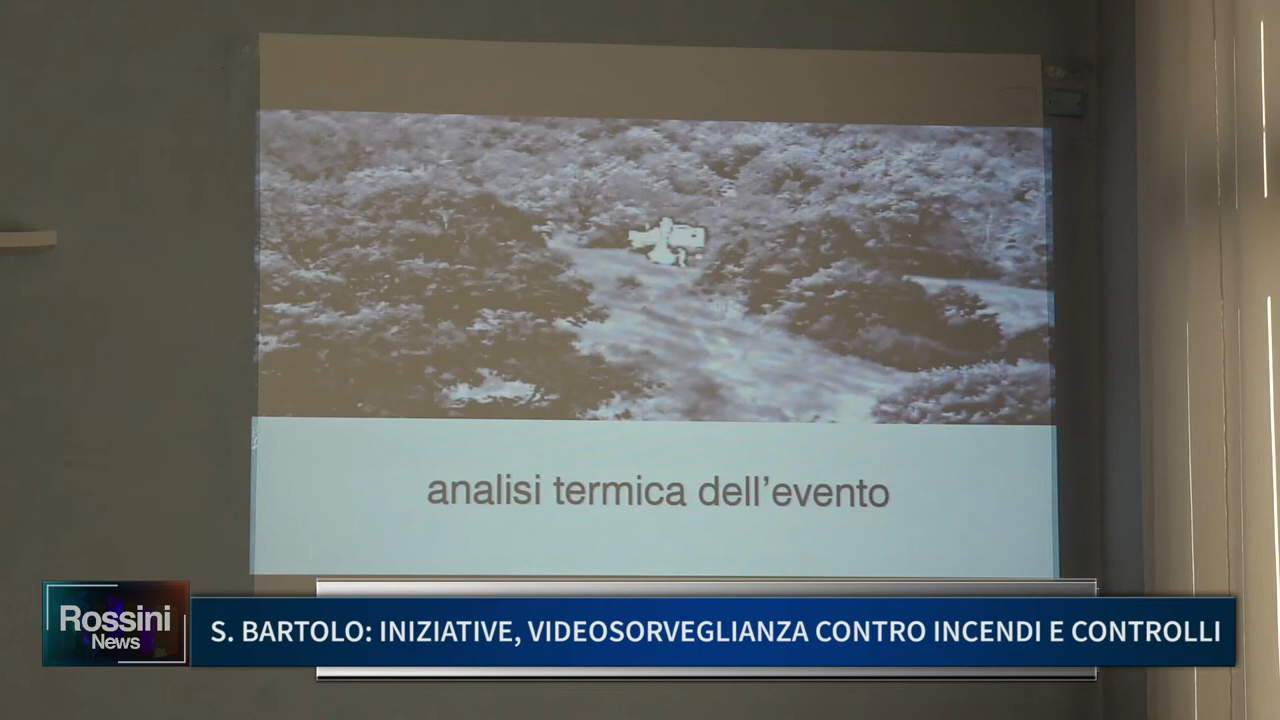 analisi termica dell'evento
Rossini
News
S. BARTOLO: INIZIATIVE, VIDEOSORVEGLIANZA CONTRO INCENDI E CONTROLLI